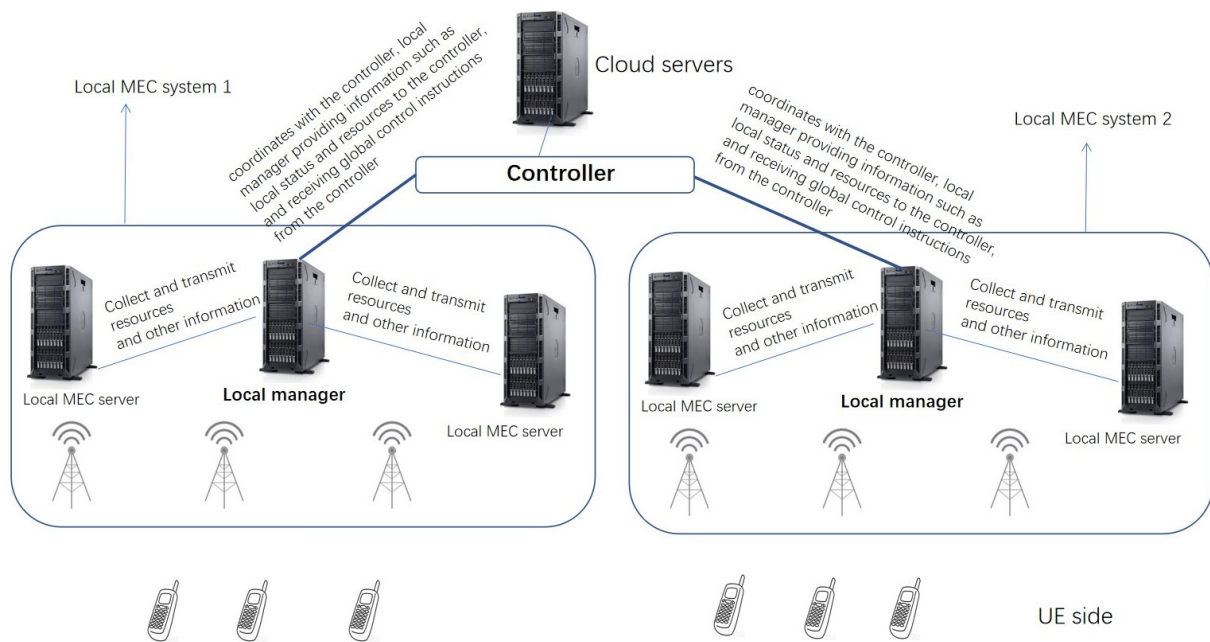 Cloud servers
Local MEC system 1
coordinates with the controller, local
manager providing information such as
local status and resources to the controller,
and receiving global control instructions
from the controller
coordinates with the controller, local
manager providing information such as
local status and resources to the controller,
and receiving global control instructions
from the controller
Local MEC system 2
Controller
Collect and transmit
resources
and other information
Collect and transmit
resources
and other information
Local MEC server
Local manager
Local MEC server
Collect and transmit
resources
and other information
Collect and transmit
resources
and other information
Local MEC server
Local manager
Local MEC server
UE side